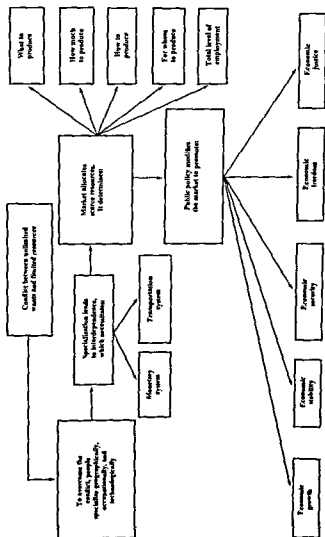 Conflict between unlimited
wants and limited resources
To overcome the
conflict, people
specialize geographically,
occupationally, and
technologically
Specialization leads
to interdependence,
which necessitates
Monetary
system
Transportation
system
Market allocates
scarce resources.
It determines:
What to
produce
How much
to produce
How to
produce
For whom
to produce
Total level of
employment
Public policy modifies
the market to promote:
Economic
growth
Economic
stability
Economic
security
Economic
freedom
Economic
justice